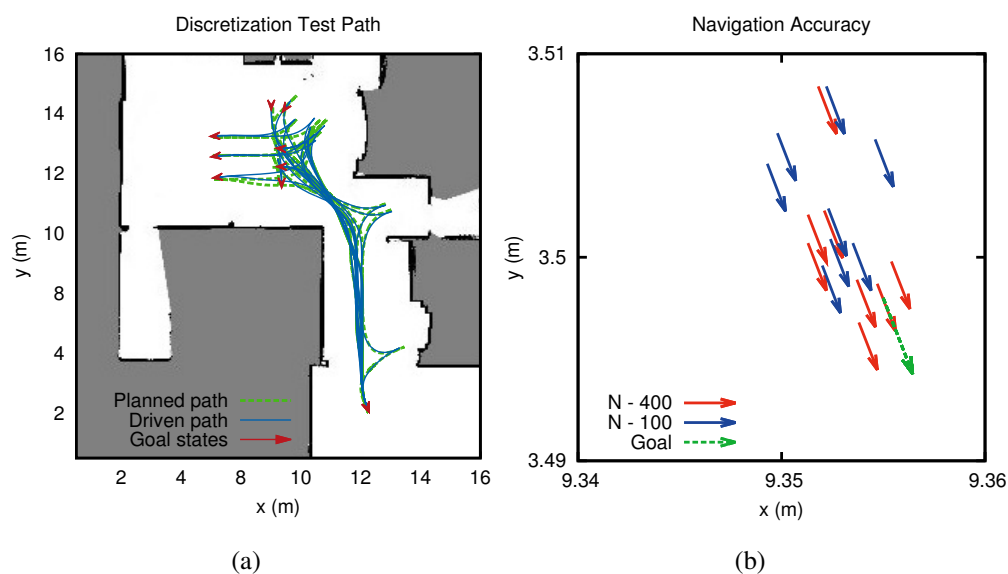 Discretization Test Path
16
14
12
10
8
6
4
2
y (m)
Planned path
Driven path
Goal states
2
4
6
8
10
12
14
16
x (m)
(a)
Navigation Accuracy
3.51
3.5
3.49
y (m)
N - 400
N - 100
Goal
9.34
9.35
9.36
x (m)
(b)